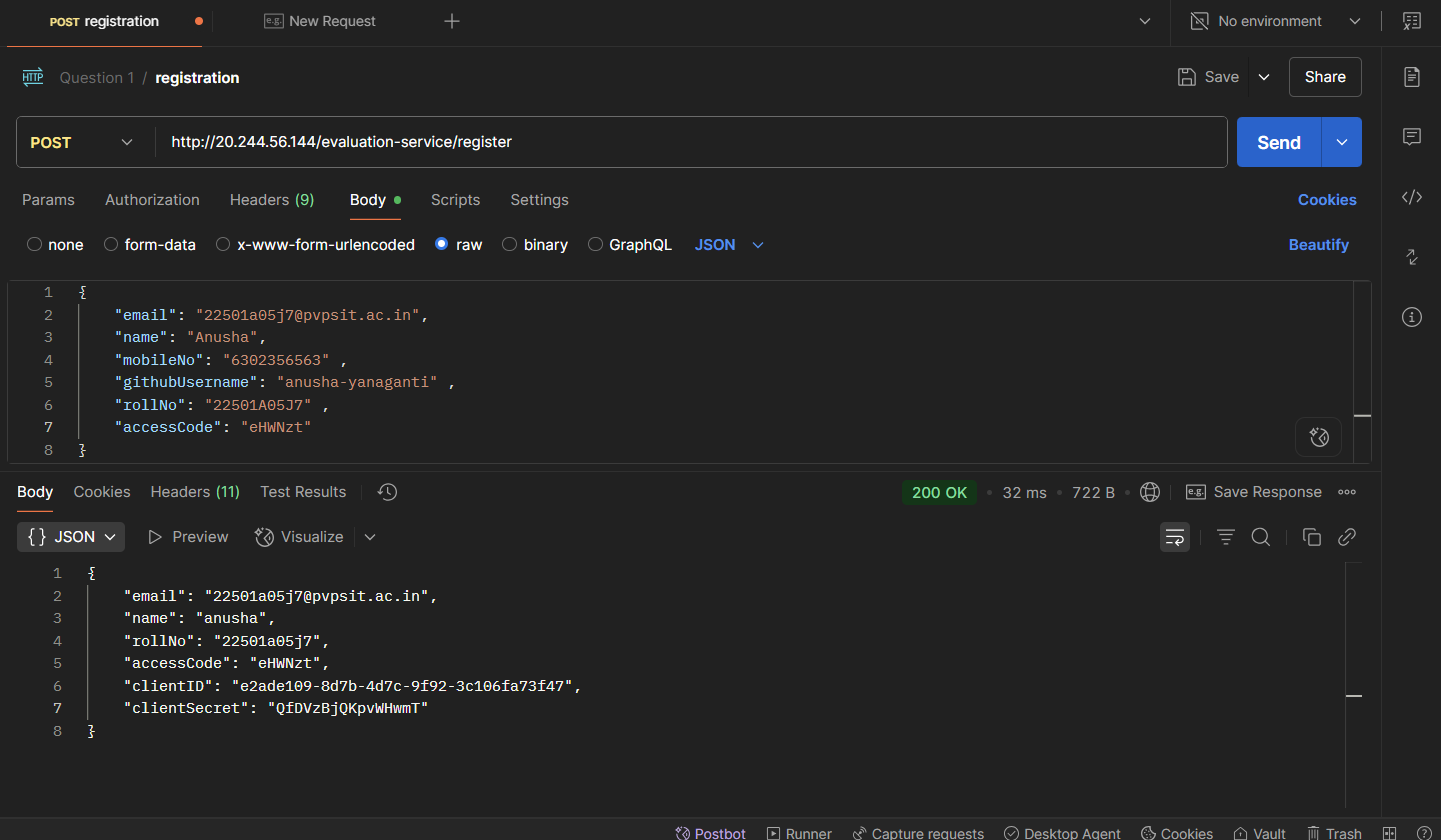 POST registration
e.g. New Request
No environment
HTTP Question 1 / registration
Save
Share
POST
http://20.244.56.144/evaluation-service/register
Send
Params Authorization Headers (9) Body Scripts Settings
Cookies
none form-data x-www-form-urlencoded raw binary GraphQL JSON
Beautify
1 {
2 "email": "22501a05j7@pvpsit.ac.in",
3 "name": "Anusha",
4 "mobileNo": "6302356563" ,
5 "githubUsername": "anusha-yanaganti" ,
6 "rollNo": "22501A05J7" ,
7 "accessCode": "eHWNzt"
8 }
Body Cookies Headers (11) Test Results
200 OK • 32 ms • 722 B • e.g. Save Response
{} JSON Preview Visualize
1 {
2 "email": "22501a05j7@pvpsit.ac.in",
3 "name": "anusha",
4 "rollNo": "22501a05j7",
5 "accessCode": "eHWNzt",
6 "clientID": "e2ade109-8d7b-4d7c-9f92-3c106fa73f47",
7 "clientSecret": "QfDVzBjQKpvWHwmT"
8 }
Postbot Runner Capture requests Desktop Agent Cookies Vault Trash